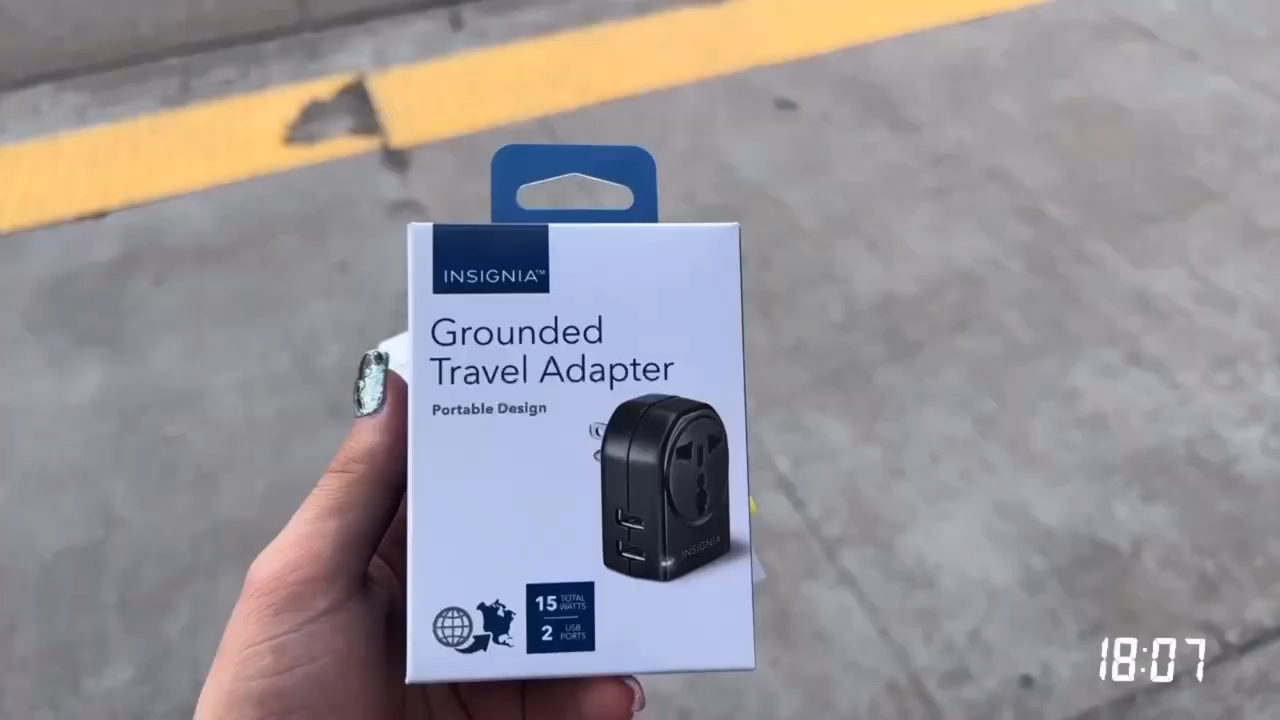 INSIGNIA™
Grounded
Travel Adapter
Portable Design
INSIGNIA
15 TOTAL WATTS
2 USB PORTS
18:07